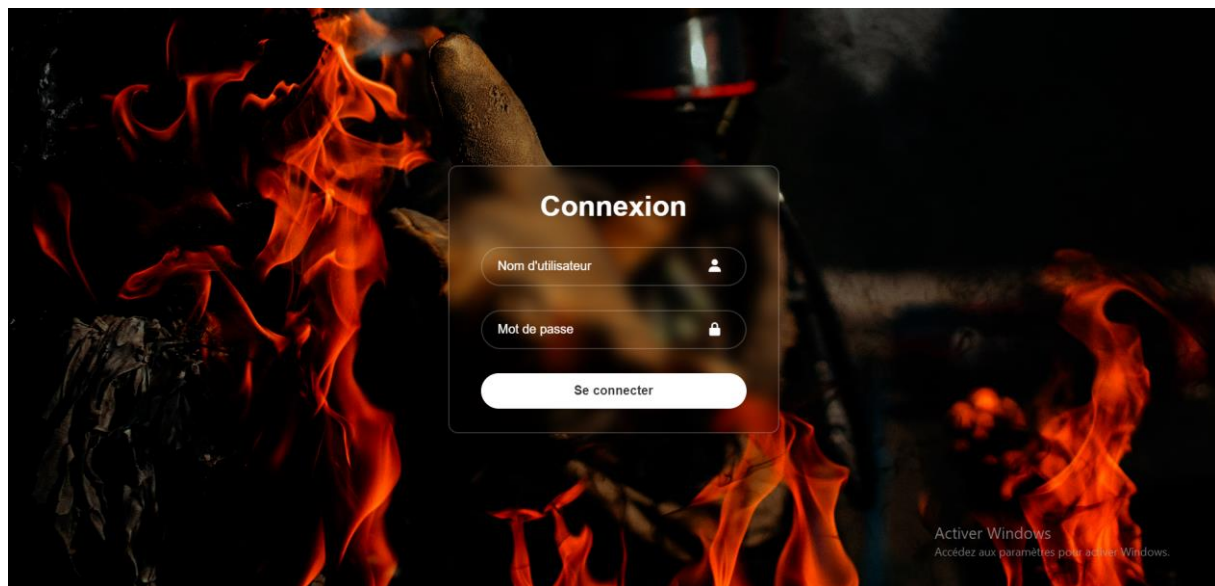 Connexion
Nom d'utilisateur
Mot de passe
Se connecter
Activer Windows
Accédez aux paramètres pour activer Windows.